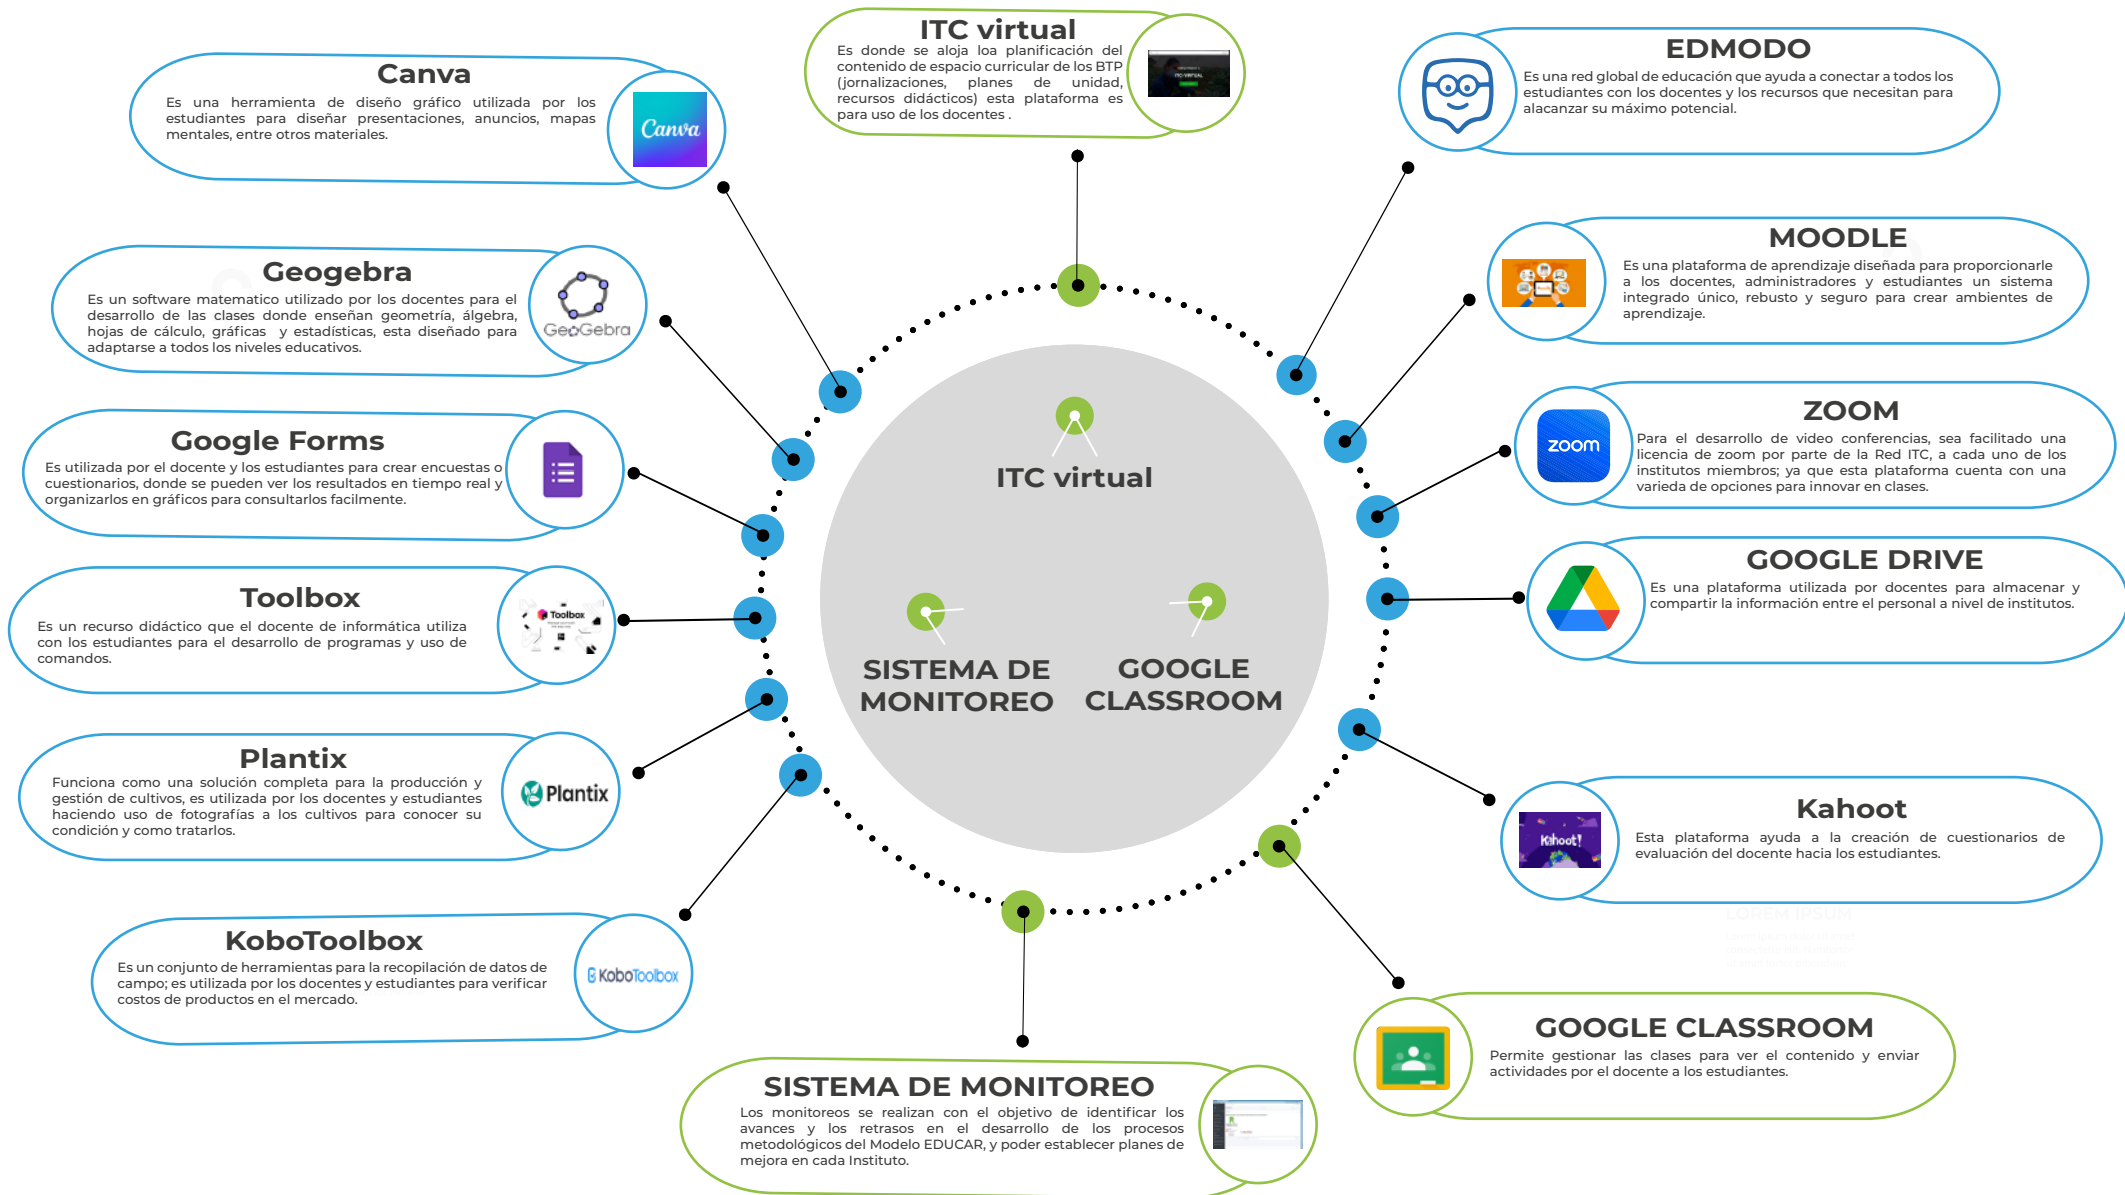 ITC virtual
Es donde se aloja loa planificación del
contenido de espacio curricular de los BTP
(jornalizaciones, planes de unidad,
recursos didácticos) esta plataforma es
para uso de los docentes .
Canva
Es una herramienta de diseño gráfico utilizada por los
estudiantes para diseñar presentaciones, anuncios, mapas
mentales, entre otros materiales.
Canva
EDMODO
Es una red global de educación que ayuda a conectar a todos los
estudiantes con los docentes y los recursos que necesitan para
alacanzar su máximo potencial.
Geogebra
Es un software matematico utilizado por los docentes para el
desarrollo de las clases donde enseñan geometría, álgebra,
hojas de cálculo, gráficas y estadísticas, esta diseñado para
adaptarse a todos los niveles educativos.
GeoGebra
MOODLE
Es una plataforma de aprendizaje diseñada para proporcionarle
a los docentes, administradores y estudiantes un sistema
integrado único, rebusto y seguro para crear ambientes de
aprendizaje.
Google Forms
Es utilizada por el docente y los estudiantes para crear encuestas o
cuestionarios, donde se pueden ver los resultados en tiempo real y
organizarlos en gráficos para consultarlos facilmente.
ZOOM
Para el desarrollo de video conferencias, sea facilitado una
licencia de zoom por parte de la Red ITC, a cada uno de los
institutos miembros; ya que esta plataforma cuenta con una
varieda de opciones para innovar en clases.
zoom
Toolbox
Es un recurso didáctico que el docente de informática utiliza
con los estudiantes para el desarrollo de programas y uso de
comandos.
Toolbox
GOOGLE DRIVE
Es una plataforma utilizada por docentes para almacenar y
compartir la información entre el personal a nivel de institutos.
ITC virtual
SISTEMA DE
MONITOREO
GOOGLE
CLASSROOM
Plantix
Funciona como una solución completa para la producción y
gestión de cultivos, es utilizada por los docentes y estudiantes
haciendo uso de fotografías a los cultivos para conocer su
condición y como tratarlos.
Plantix
Kahoot
Esta plataforma ayuda a la creación de cuestionarios de
evaluación del docente hacia los estudiantes.
Kahoot!
LOREM IPSUM
KoboToolbox
Es un conjunto de herramientas para la recopilación de datos de
campo; es utilizada por los docentes y estudiantes para verificar
costos de productos en el mercado.
KoboToolbox
GOOGLE CLASSROOM
Permite gestionar las clases para ver el contenido y enviar
actividades por el docente a los estudiantes.
SISTEMA DE MONITOREO
Los monitoreos se realizan con el objetivo de identificar los
avances y los retrasos en el desarrollo de los procesos
metodológicos del Modelo EDUCAR, y poder establecer planes de
mejora en cada Instituto.